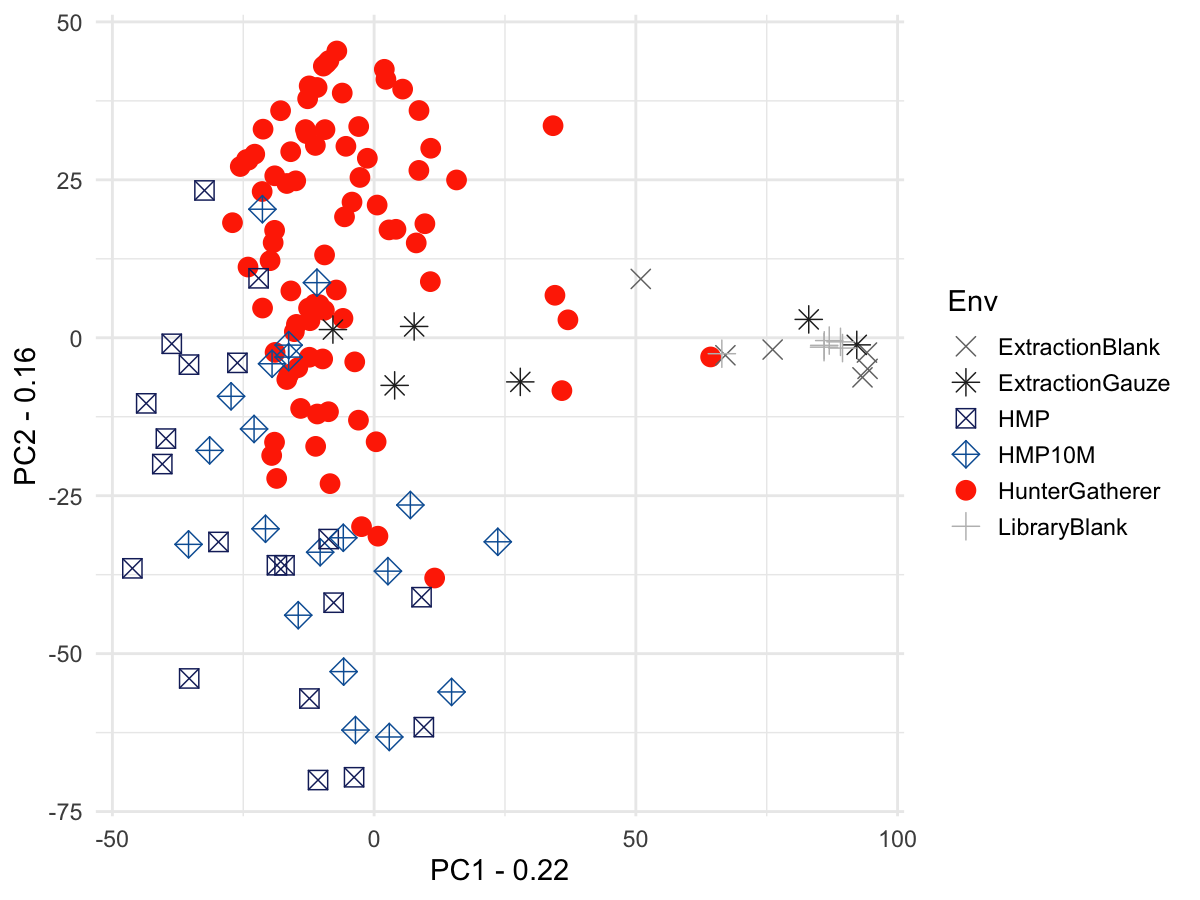 50
25
0
-25
-50
-75
PC2 - 0.16
-50
0
50
100
PC1 - 0.22
Env
ExtractionBlank
ExtractionGauze
HMP
HMP10M
HunterGatherer
LibraryBlank